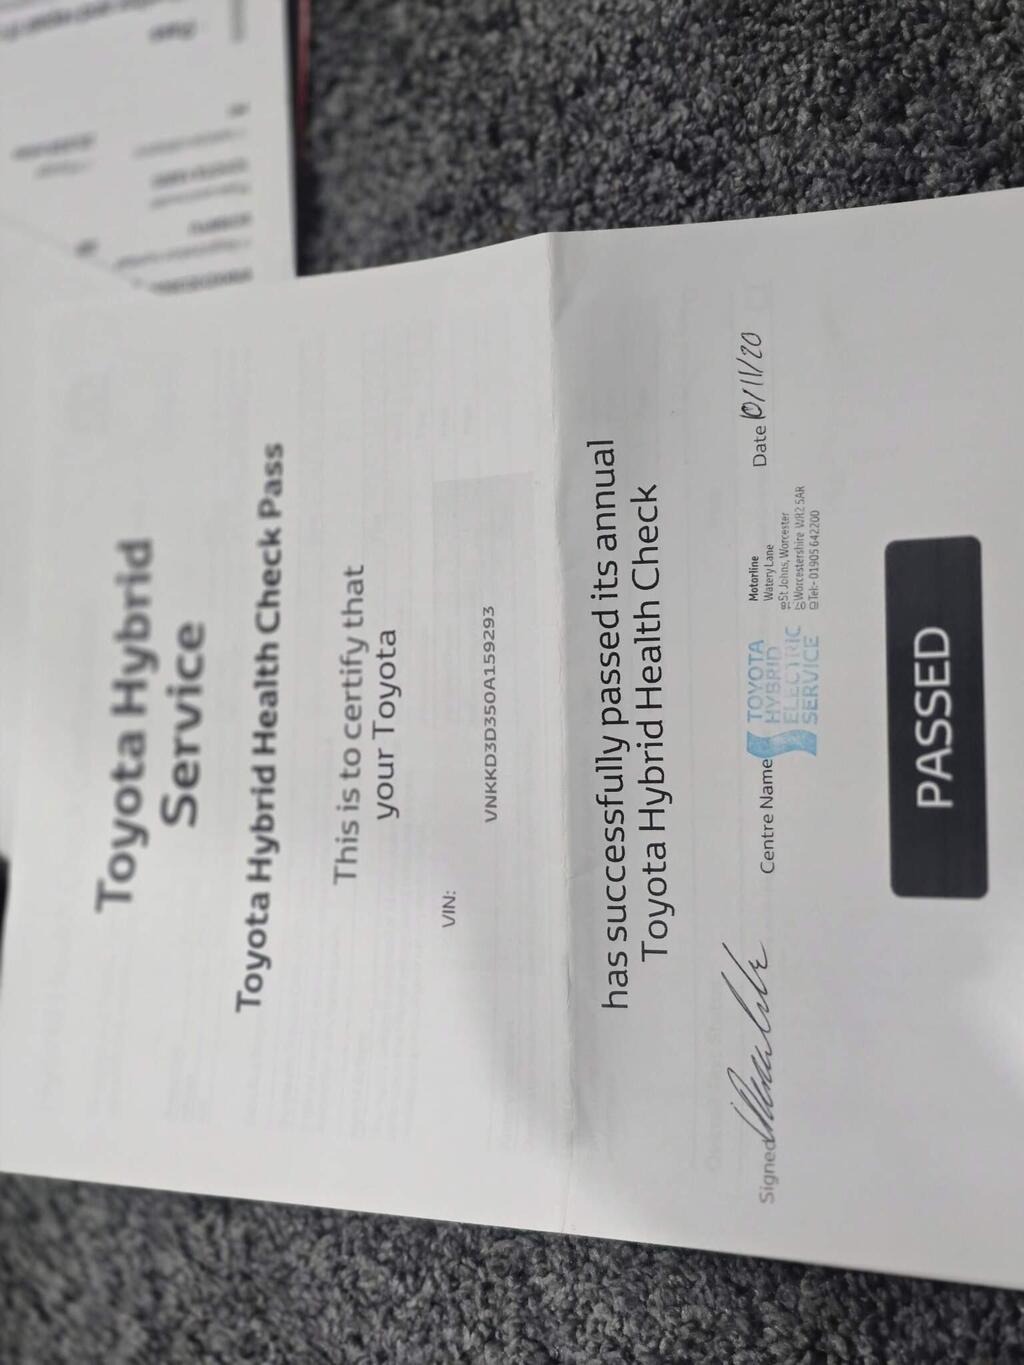 Toyota Hybrid
Service
Toyota Hybrid Health Check Pass
This is to certify that
your Toyota
VIN:
VNKKD3D350A159293
has successfully passed its annual
Toyota Hybrid Health Check
Signed
Centre Name
TOYOTA
HYBRID
ELECTRIC
SERVICE
Motorline
Watery Lane
St Johns, Worcester
Worcestershire WR2 5AR
Tel:- 01905 642200
Date 10/11/20
PASSED